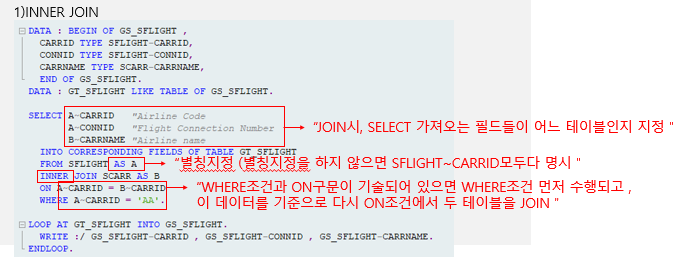 1)INNER JOIN
DATA : BEGIN OF GS_SFLIGHT ,
CARRID TYPE SFLIGHT-CARRID,
CONNID TYPE SFLIGHT-CONNID,
CARRNAME TYPE SCARR-CARRNAME,
END OF GS_SFLIGHT.
DATA : GT_SFLIGHT LIKE TABLE OF GS_SFLIGHT.
SELECT A~CARRID "Airline Code
A~CONNID "Flight Connection Number
B~CARRNAME "Airline name
"JOIN시, SELECT 가져오는 필드들이 어느 테이블인지 지정 "
INTO CORRESPONDING FIELDS OF TABLE GT_SFLIGHT
FROM SFLIGHT AS A
"별칭지정 (별칭지정을 하지 않으면 SFLIGHT~CARRID모두다 명시 "
INNER JOIN SCARR AS B
ON A~CARRID = B~CARRID
WHERE A~CARRID = 'AA'.
"WHERE조건과 ON구문이 기술되어 있으면 WHERE조건 먼저 수행되고 ,
이 데이터를 기준으로 다시 ON조건에서 두 테이블을 JOIN "
LOOP AT GT_SFLIGHT INTO GS_SFLIGHT.
WRITE :/ GS_SFLIGHT-CARRID , GS_SFLIGHT-CONNID , GS_SFLIGHT-CARRNAME.
ENDLOOP.